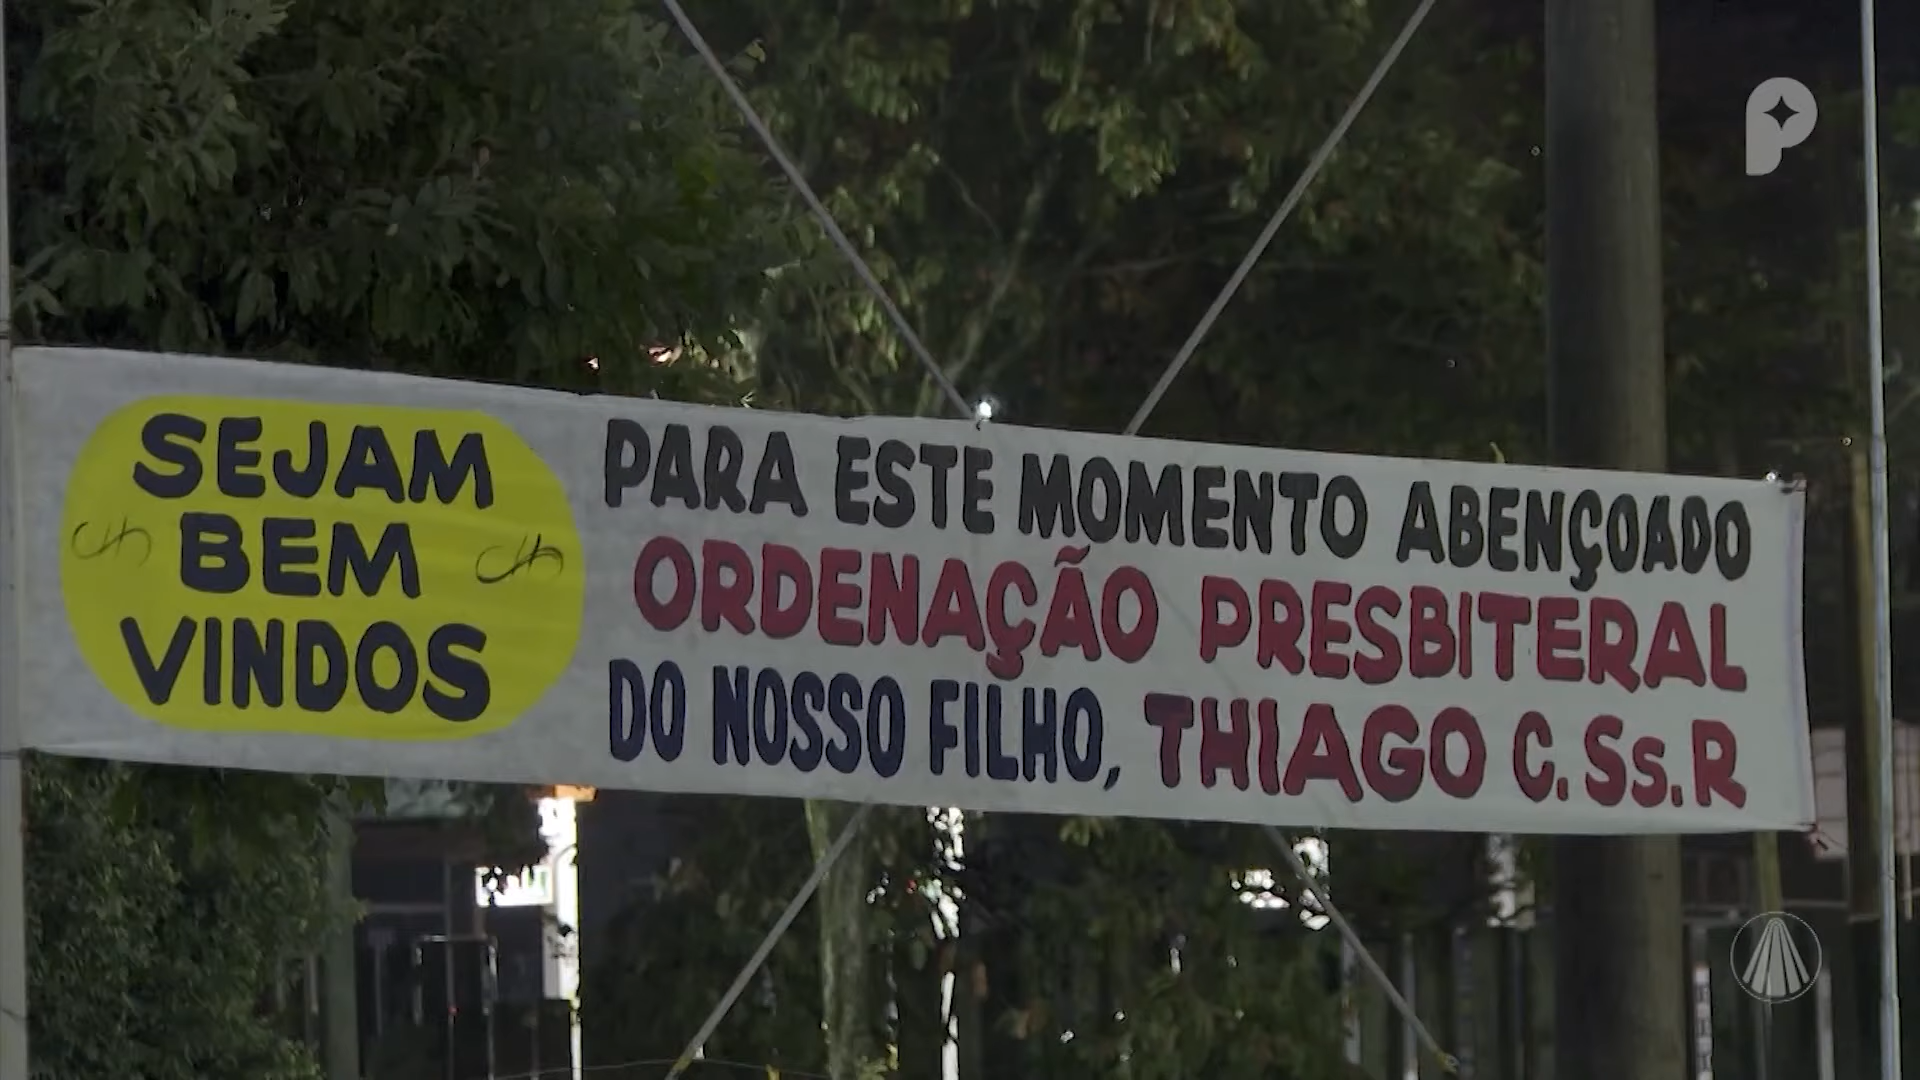 SEJAM
BEM
VINDOS
PARA ESTE MOMENTO ABENÇOADO
ORDENAÇÃO PRESBITERAL
DO NOSSO FILHO, THIAGO C. Ss. R